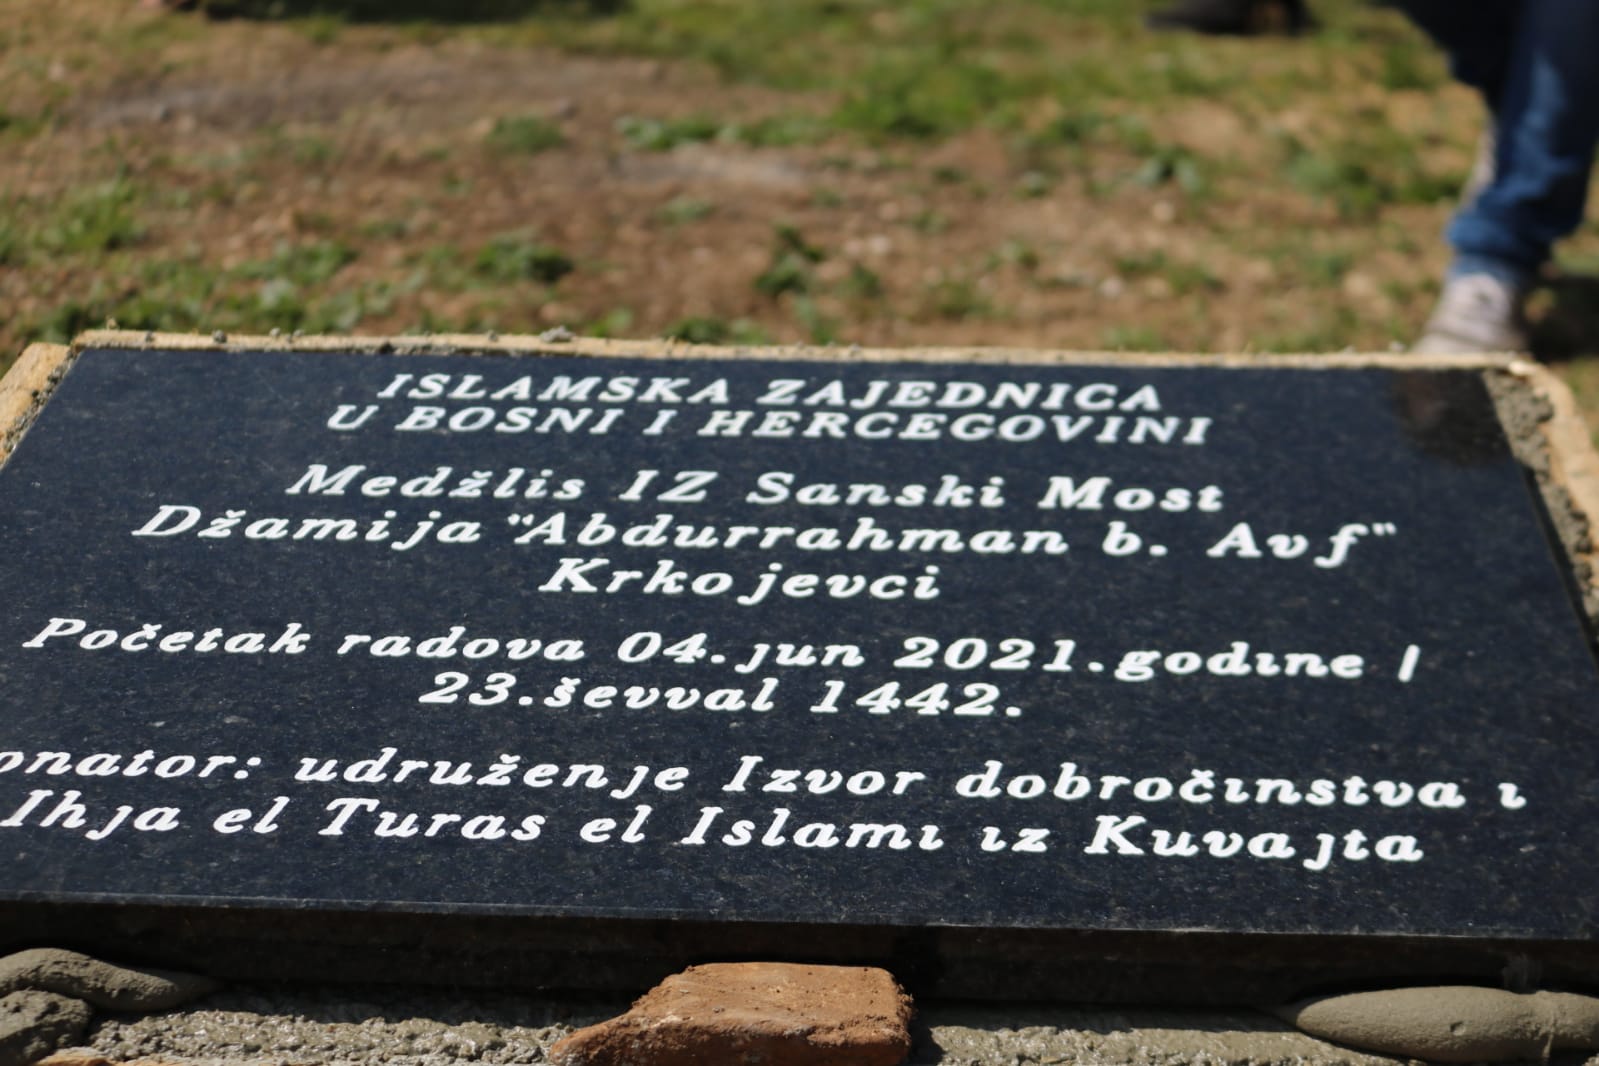 ISLAMSKA ZAJEDNICA
U BOSNI I HERCEGOVINI
Medžlis IZ Sanski Most
Džamija "Abdurrahman b. Avf"
Krkojevci
Početak radova 04.jun 2021.godine /
23.ševval 1442.
onator: udruženje Izvor dobročinstva i
Ihja el Turas el Islami iz Kuvajta